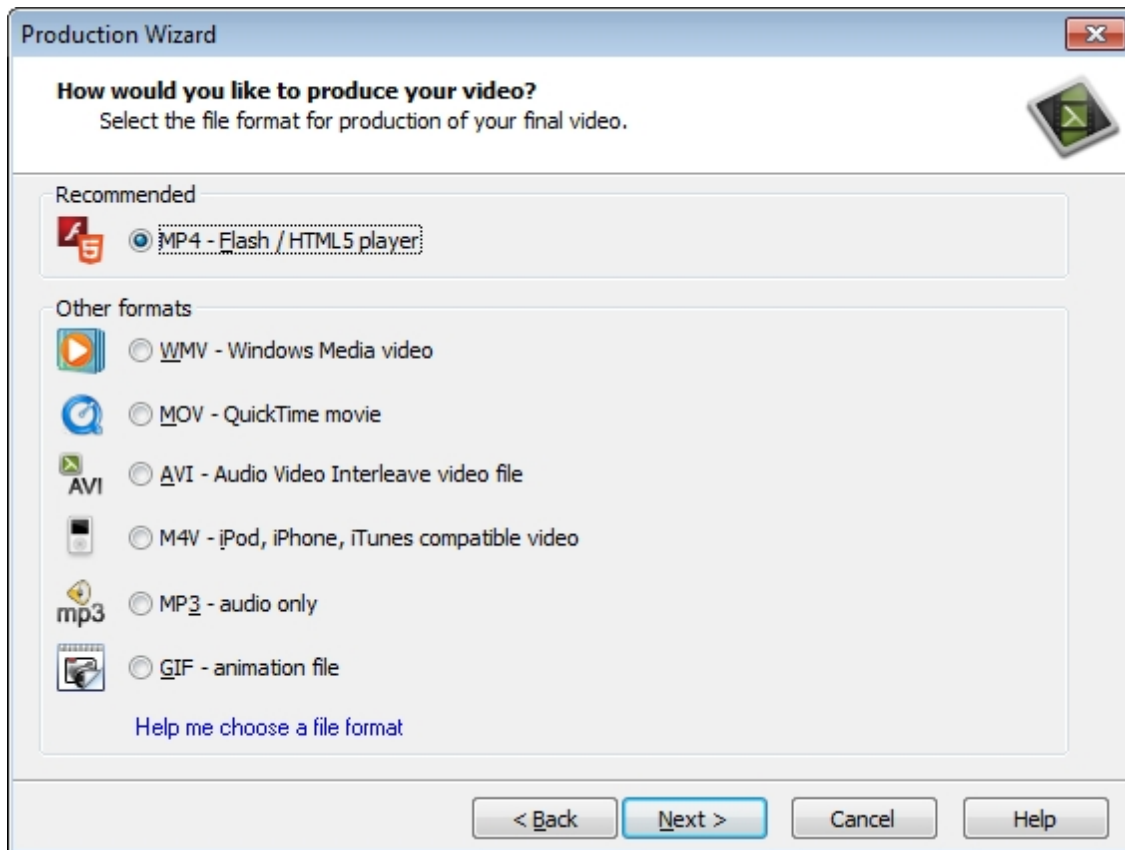 Production Wizard
How would you like to produce your video?
Select the file format for production of your final video.
Recommended
5
MP4 - Flash / HTML5 player
Other formats
WMV - Windows Media video
MOV - QuickTime movie
AVI
AVI - Audio Video Interleave video file
M4V - iPod, iPhone, iTunes compatible video
mp3
MP3 - audio only
GIF - animation file
Help me choose a file format
< Back
Next >
Cancel
Help